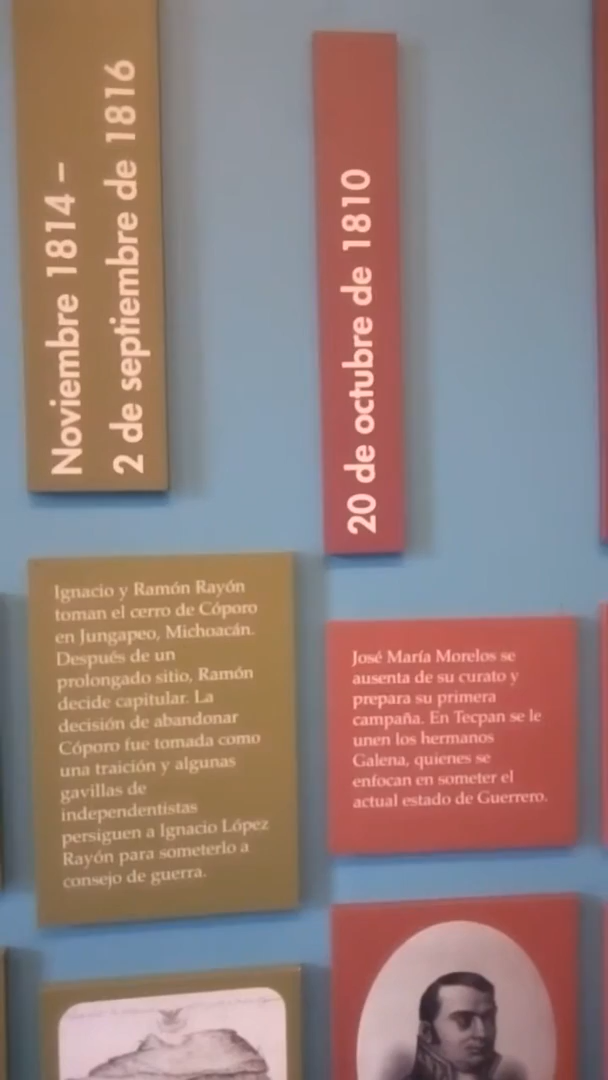 Noviembre 1814 –
2 de septiembre de 1816
Ignacio y Ramón Rayón
toman el cerro de Cóporo
en Jungapeo, Michoacán.
Después de un
prolongado sitio, Ramón
decide capitular. La
decisión de abandonar
Cóporo fue tomada como
una traición y algunas
gavillas de
independentistas
persiguen a Ignacio López
Rayón para someterlo a
consejo de guerra.
20 de octubre de 1810
José María Morelos se
ausenta de su curato y
prepara su primera
campaña. En Tecpan se le
unen los hermanos
Galena, quienes se
enfocan en someter el
actual estado de Guerrero.